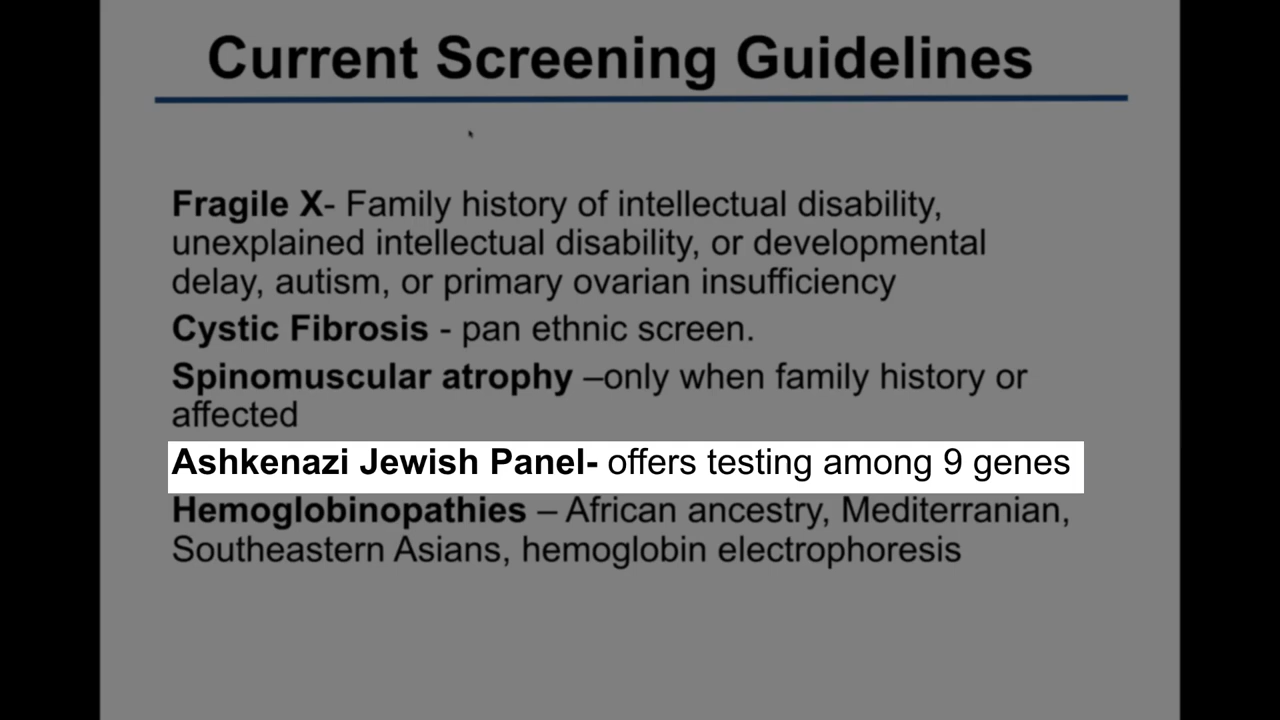 Current Screening Guidelines
Fragile X- Family history of intellectual disability,
unexplained intellectual disability, or developmental
delay, autism, or primary ovarian insufficiency
Cystic Fibrosis - pan ethnic screen.
Spinomuscular atrophy –only when family history or
affected
Ashkenazi Jewish Panel- offers testing among 9 genes
Hemoglobinopathies – African ancestry, Mediterranian,
Southeastern Asians, hemoglobin electrophoresis